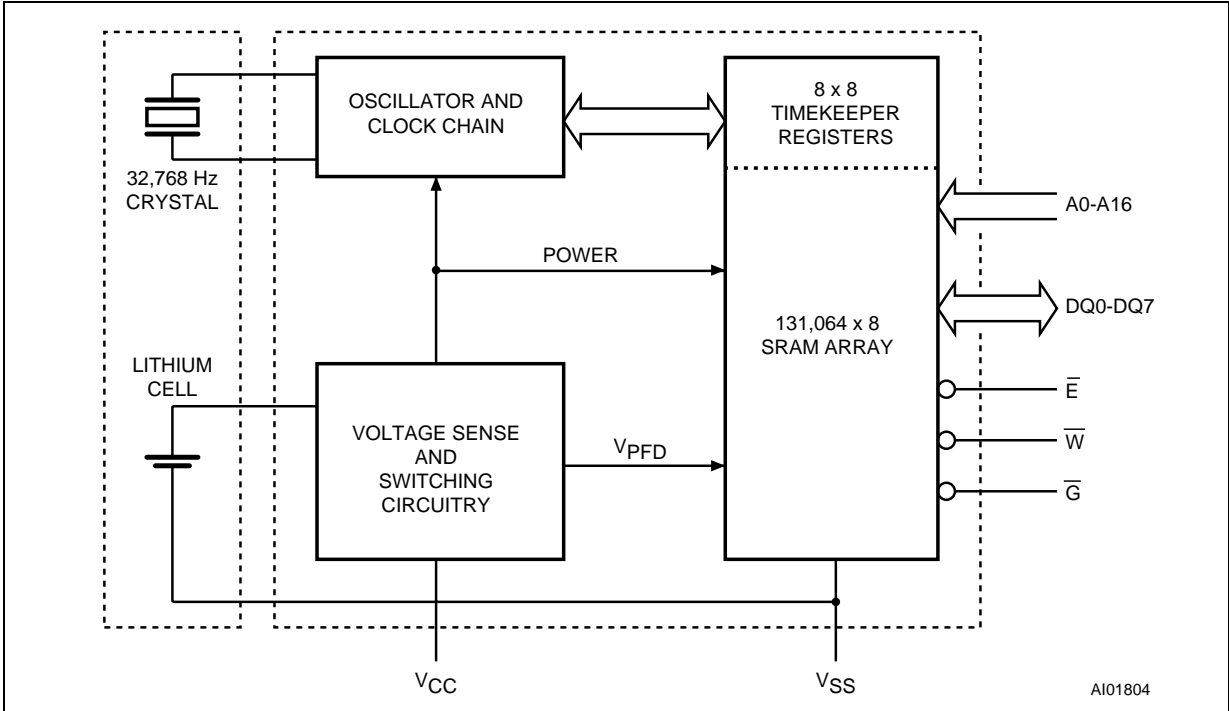 OSCILLATOR AND
CLOCK CHAIN
8 x 8
TIMEKEEPER
REGISTERS
32,768 Hz
CRYSTAL
A0-A16
POWER
DQ0-DQ7
131,064 x 8
SRAM ARRAY
LITHIUM
CELL
E̅
VOLTAGE SENSE
AND
SWITCHING
CIRCUITRY
VPFD
W̅
G̅
VCC
VSS
AI01804